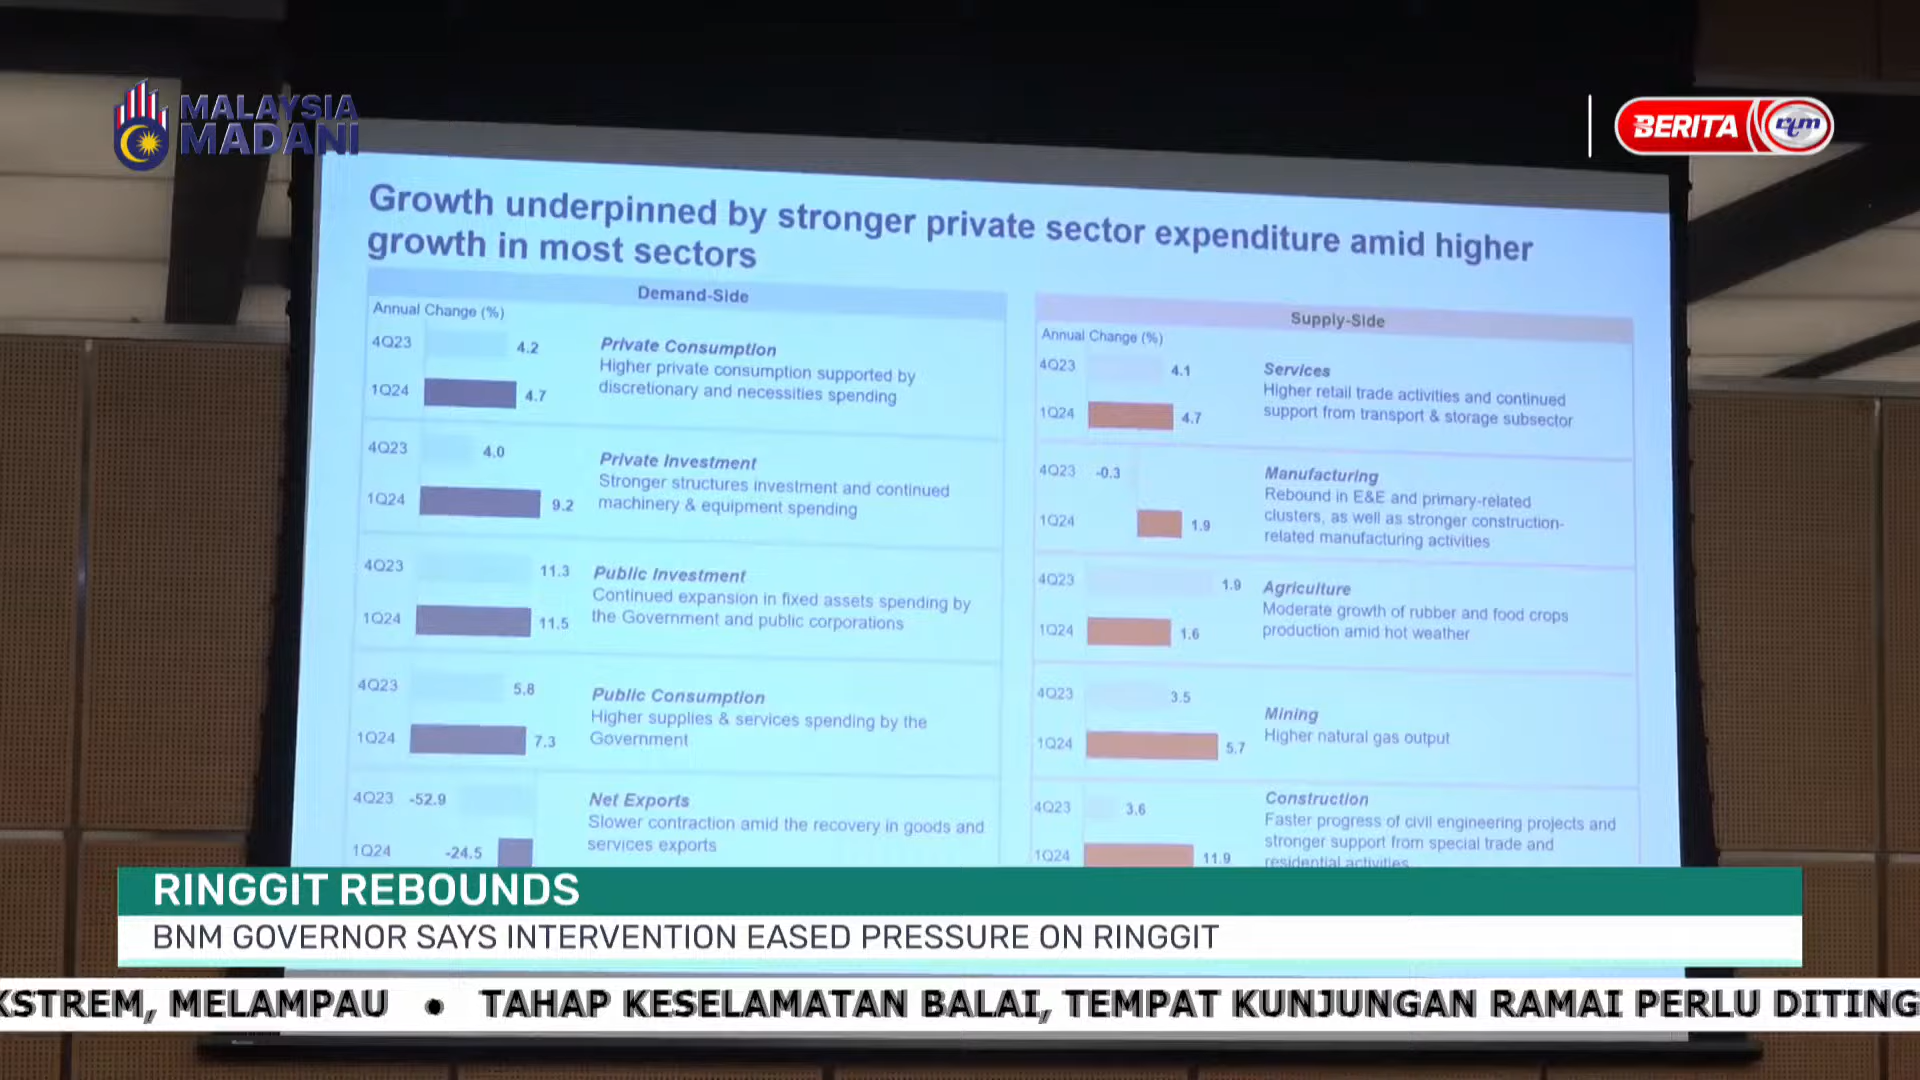 MALAYSIA
MADANI
BERITA rtm
Growth underpinned by stronger private sector expenditure amid higher
growth in most sectors
Demand-Side
Annual Change (%)
4Q23 4.2
1Q24 4.7
Private Consumption
Higher private consumption supported by
discretionary and necessities spending
4Q23 4.0
1Q24 9.2
Private Investment
Stronger structures investment and continued
machinery & equipment spending
4Q23 11.3
1Q24 11.5
Public Investment
Continued expansion in fixed assets spending by
the Government and public corporations
4Q23 5.8
1Q24 7.3
Public Consumption
Higher supplies & services spending by the
Government
4Q23 -52.9
1Q24 -24.5
Net Exports
Slower contraction amid the recovery in goods and
services exports
Supply-Side
Annual Change (%)
4Q23 4.1
1Q24 4.7
Services
Higher retail trade activities and continued
support from transport & storage subsector
4Q23 -0.3
1Q24 1.9
Manufacturing
Rebound in E&E and primary-related
clusters, as well as stronger construction-
related manufacturing activities
4Q23 1.9
1Q24 1.6
Agriculture
Moderate growth of rubber and food crops
production amid hot weather
4Q23 3.5
1Q24 5.7
Mining
Higher natural gas output
4Q23 3.6
1Q24 11.9
Construction
Faster progress of civil engineering projects and
stronger support from special trade and
residential activities
RINGGIT REBOUNDS
BNM GOVERNOR SAYS INTERVENTION EASED PRESSURE ON RINGGIT
KSTREM, MELAMPAU • TAHAP KESELAMATAN BALAI, TEMPAT KUNJUNGAN RAMAI PERLU DITING